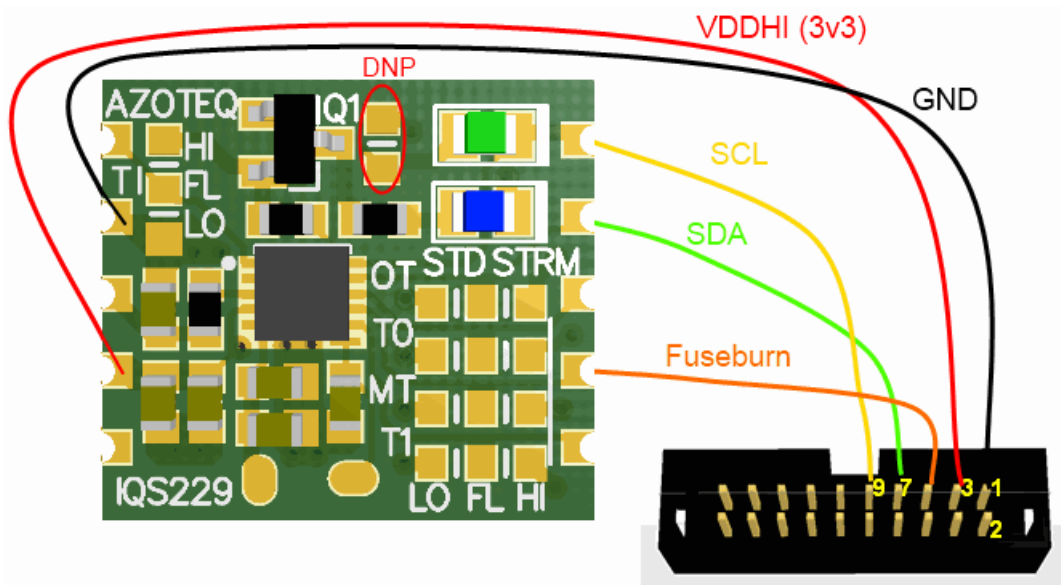 VDDHI (3v3)
GND
DNP
AZOTEQ
Q1
HI
SCL
T1
FL
LO
SDA
STD STRM
OT
TO
Fuseburn
MT
T1
9
7
3
1
2
IQS229
LO FL HI